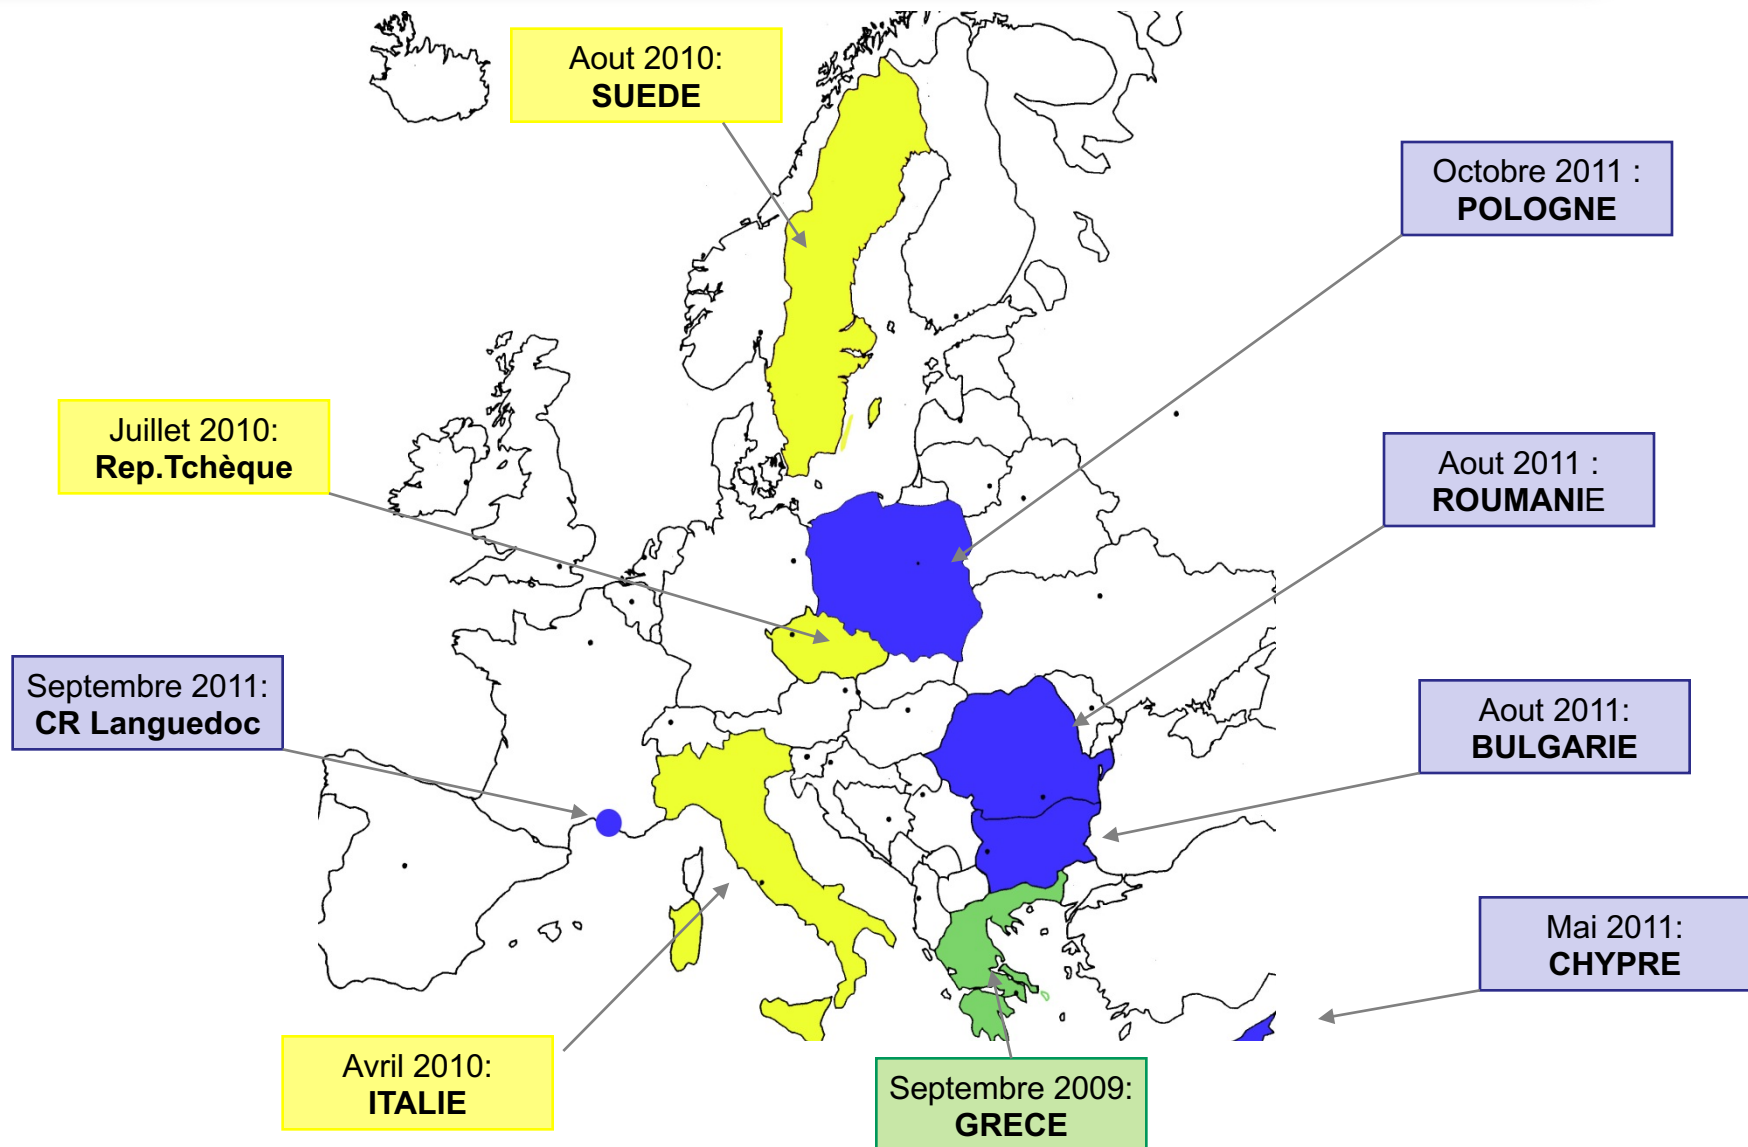 Aout 2010:
SUEDE
Octobre 2011 :
POLOGNE
Juillet 2010:
Rep.Tchèque
Aout 2011 :
ROUMANIE
Septembre 2011:
CR Languedoc
Aout 2011:
BULGARIE
Mai 2011:
CHYPRE
Avril 2010:
ITALIE
Septembre 2009:
GRECE